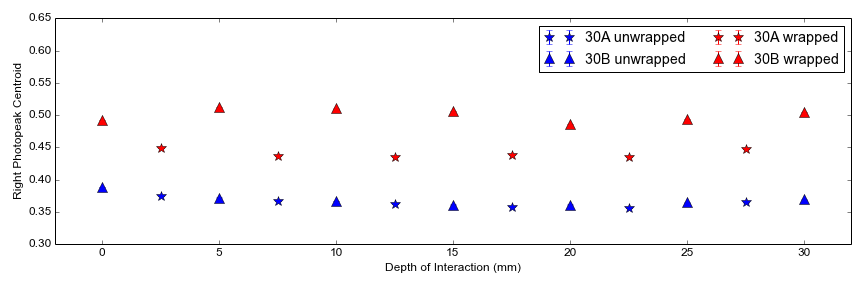 30A unwrapped 30A wrapped
30B unwrapped 30B wrapped
Right Photopeak Centroid
0.65
0.60
0.55
0.50
0.45
0.40
0.35
0.30
0 5 10 15 20 25 30
Depth of Interaction (mm)